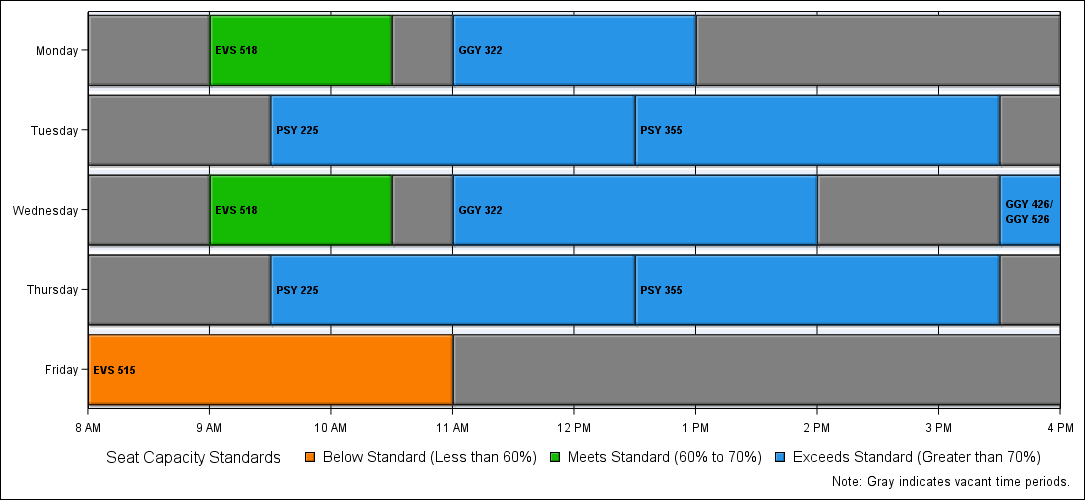 Monday
EVS 518
GGY 322
Tuesday
PSY 225
PSY 355
Wednesday
EVS 518
GGY 322
GGY 426/
GGY 526
Thursday
PSY 225
PSY 355
Friday
EVS 515
8 AM 9 AM 10 AM 11 AM 12 PM 1 PM 2 PM 3 PM 4 PM
Seat Capacity Standards Below Standard (Less than 60%) Meets Standard (60% to 70%) Exceeds Standard (Greater than 70%)
Note: Gray indicates vacant time periods.